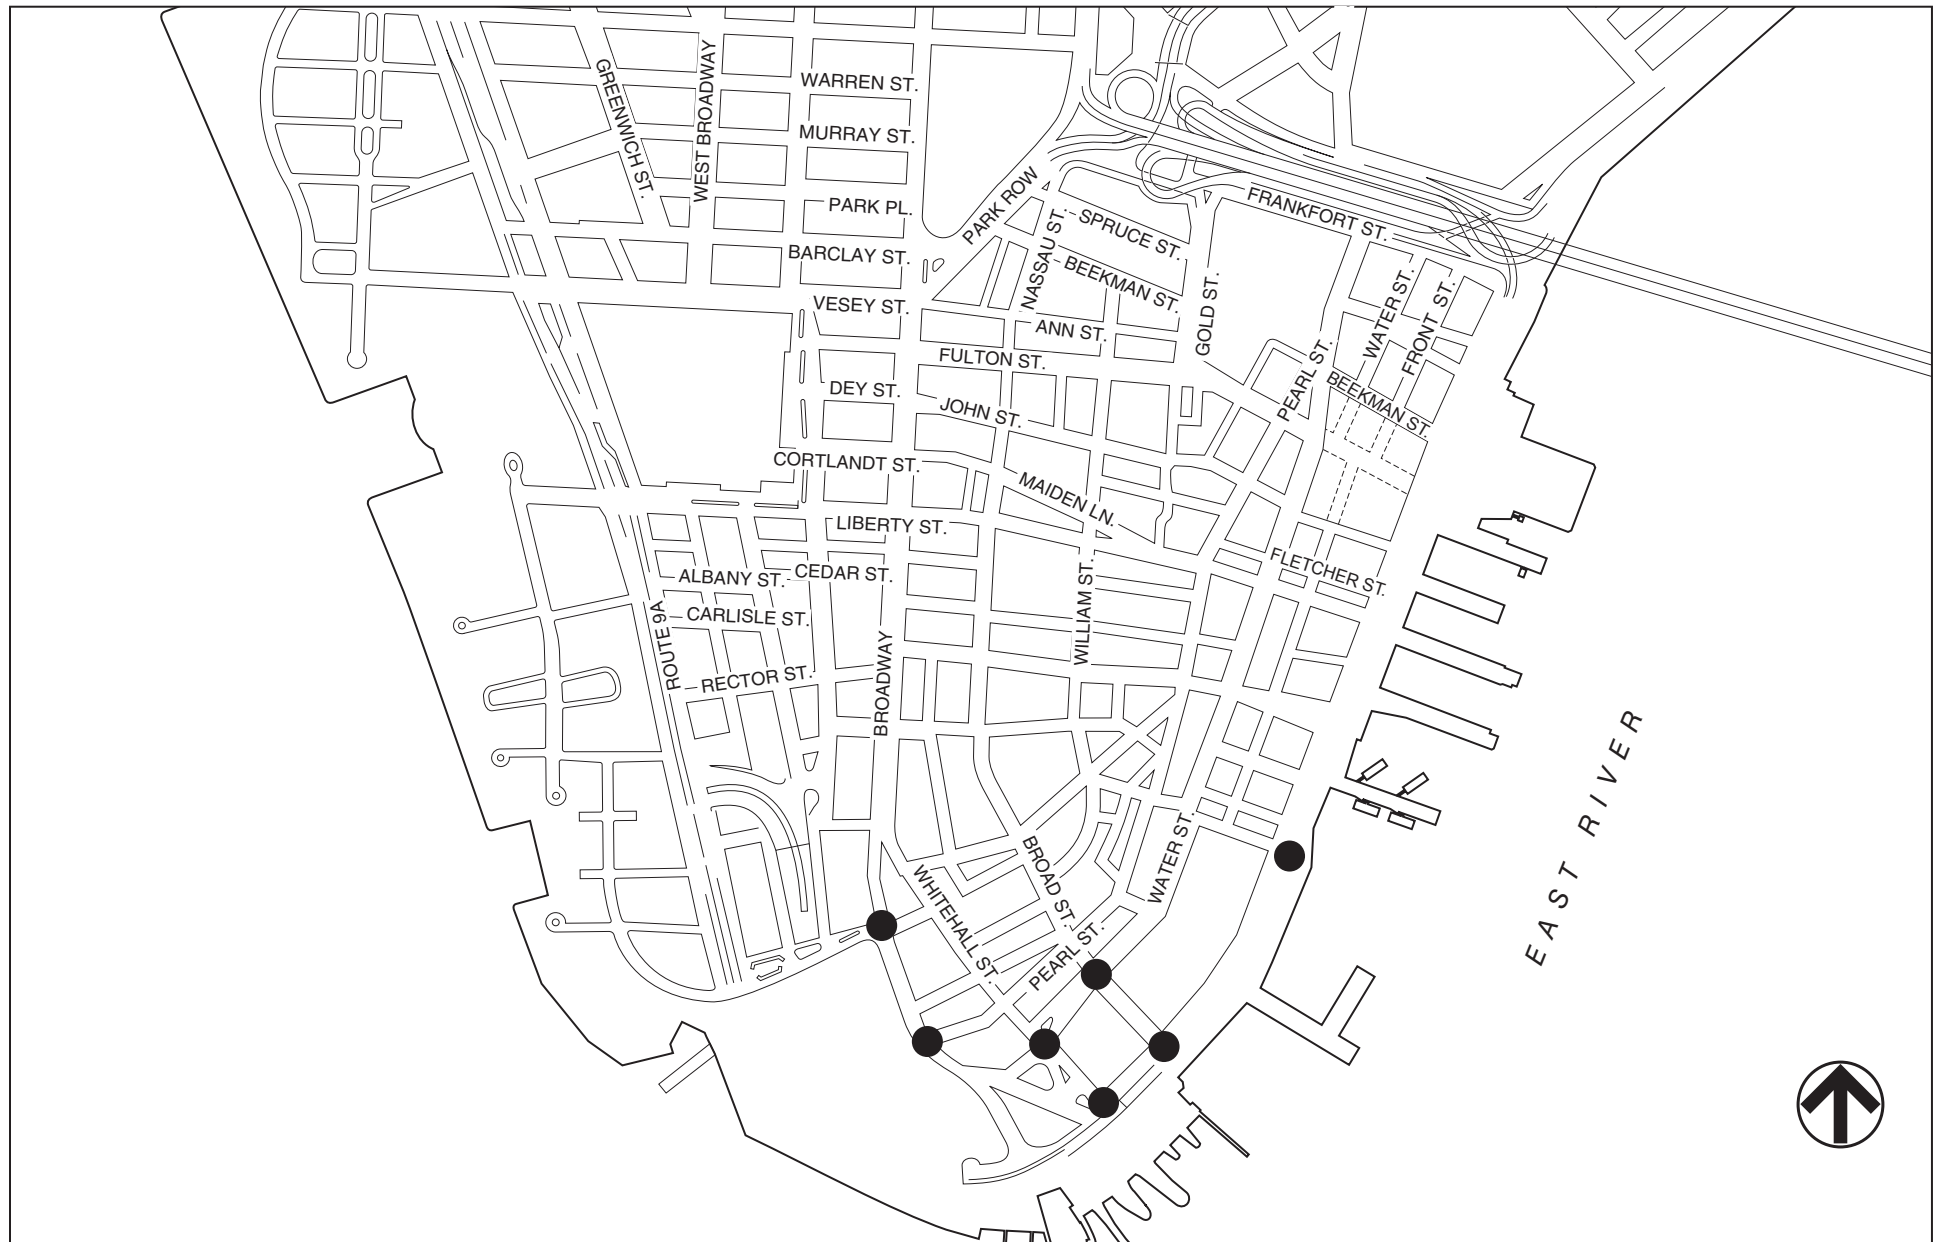 WARREN ST.
GREENWICH ST.
WEST BROADWAY
MURRAY ST.
PARK PL.
PARK ROW
FRANKFORT ST.
SPRUCE ST.
NASSAU ST.
BARCLAY ST.
BEEKMAN ST.
GOLD ST.
WATER ST.
FRONT ST.
VESEY ST.
ANN ST.
FULTON ST.
PEARL ST.
BEEKMAN ST.
DEY ST.
JOHN ST.
CORTLANDT ST.
MAIDEN LN.
LIBERTY ST.
CEDAR ST.
ALBANY ST.
FLETCHER ST.
WILLIAM ST.
CARLISLE ST.
ROUTE 9A
RECTOR ST.
BROADWAY
EAST RIVER
WATER ST.
BROAD ST.
WHITEHALL ST.
PEARL ST.